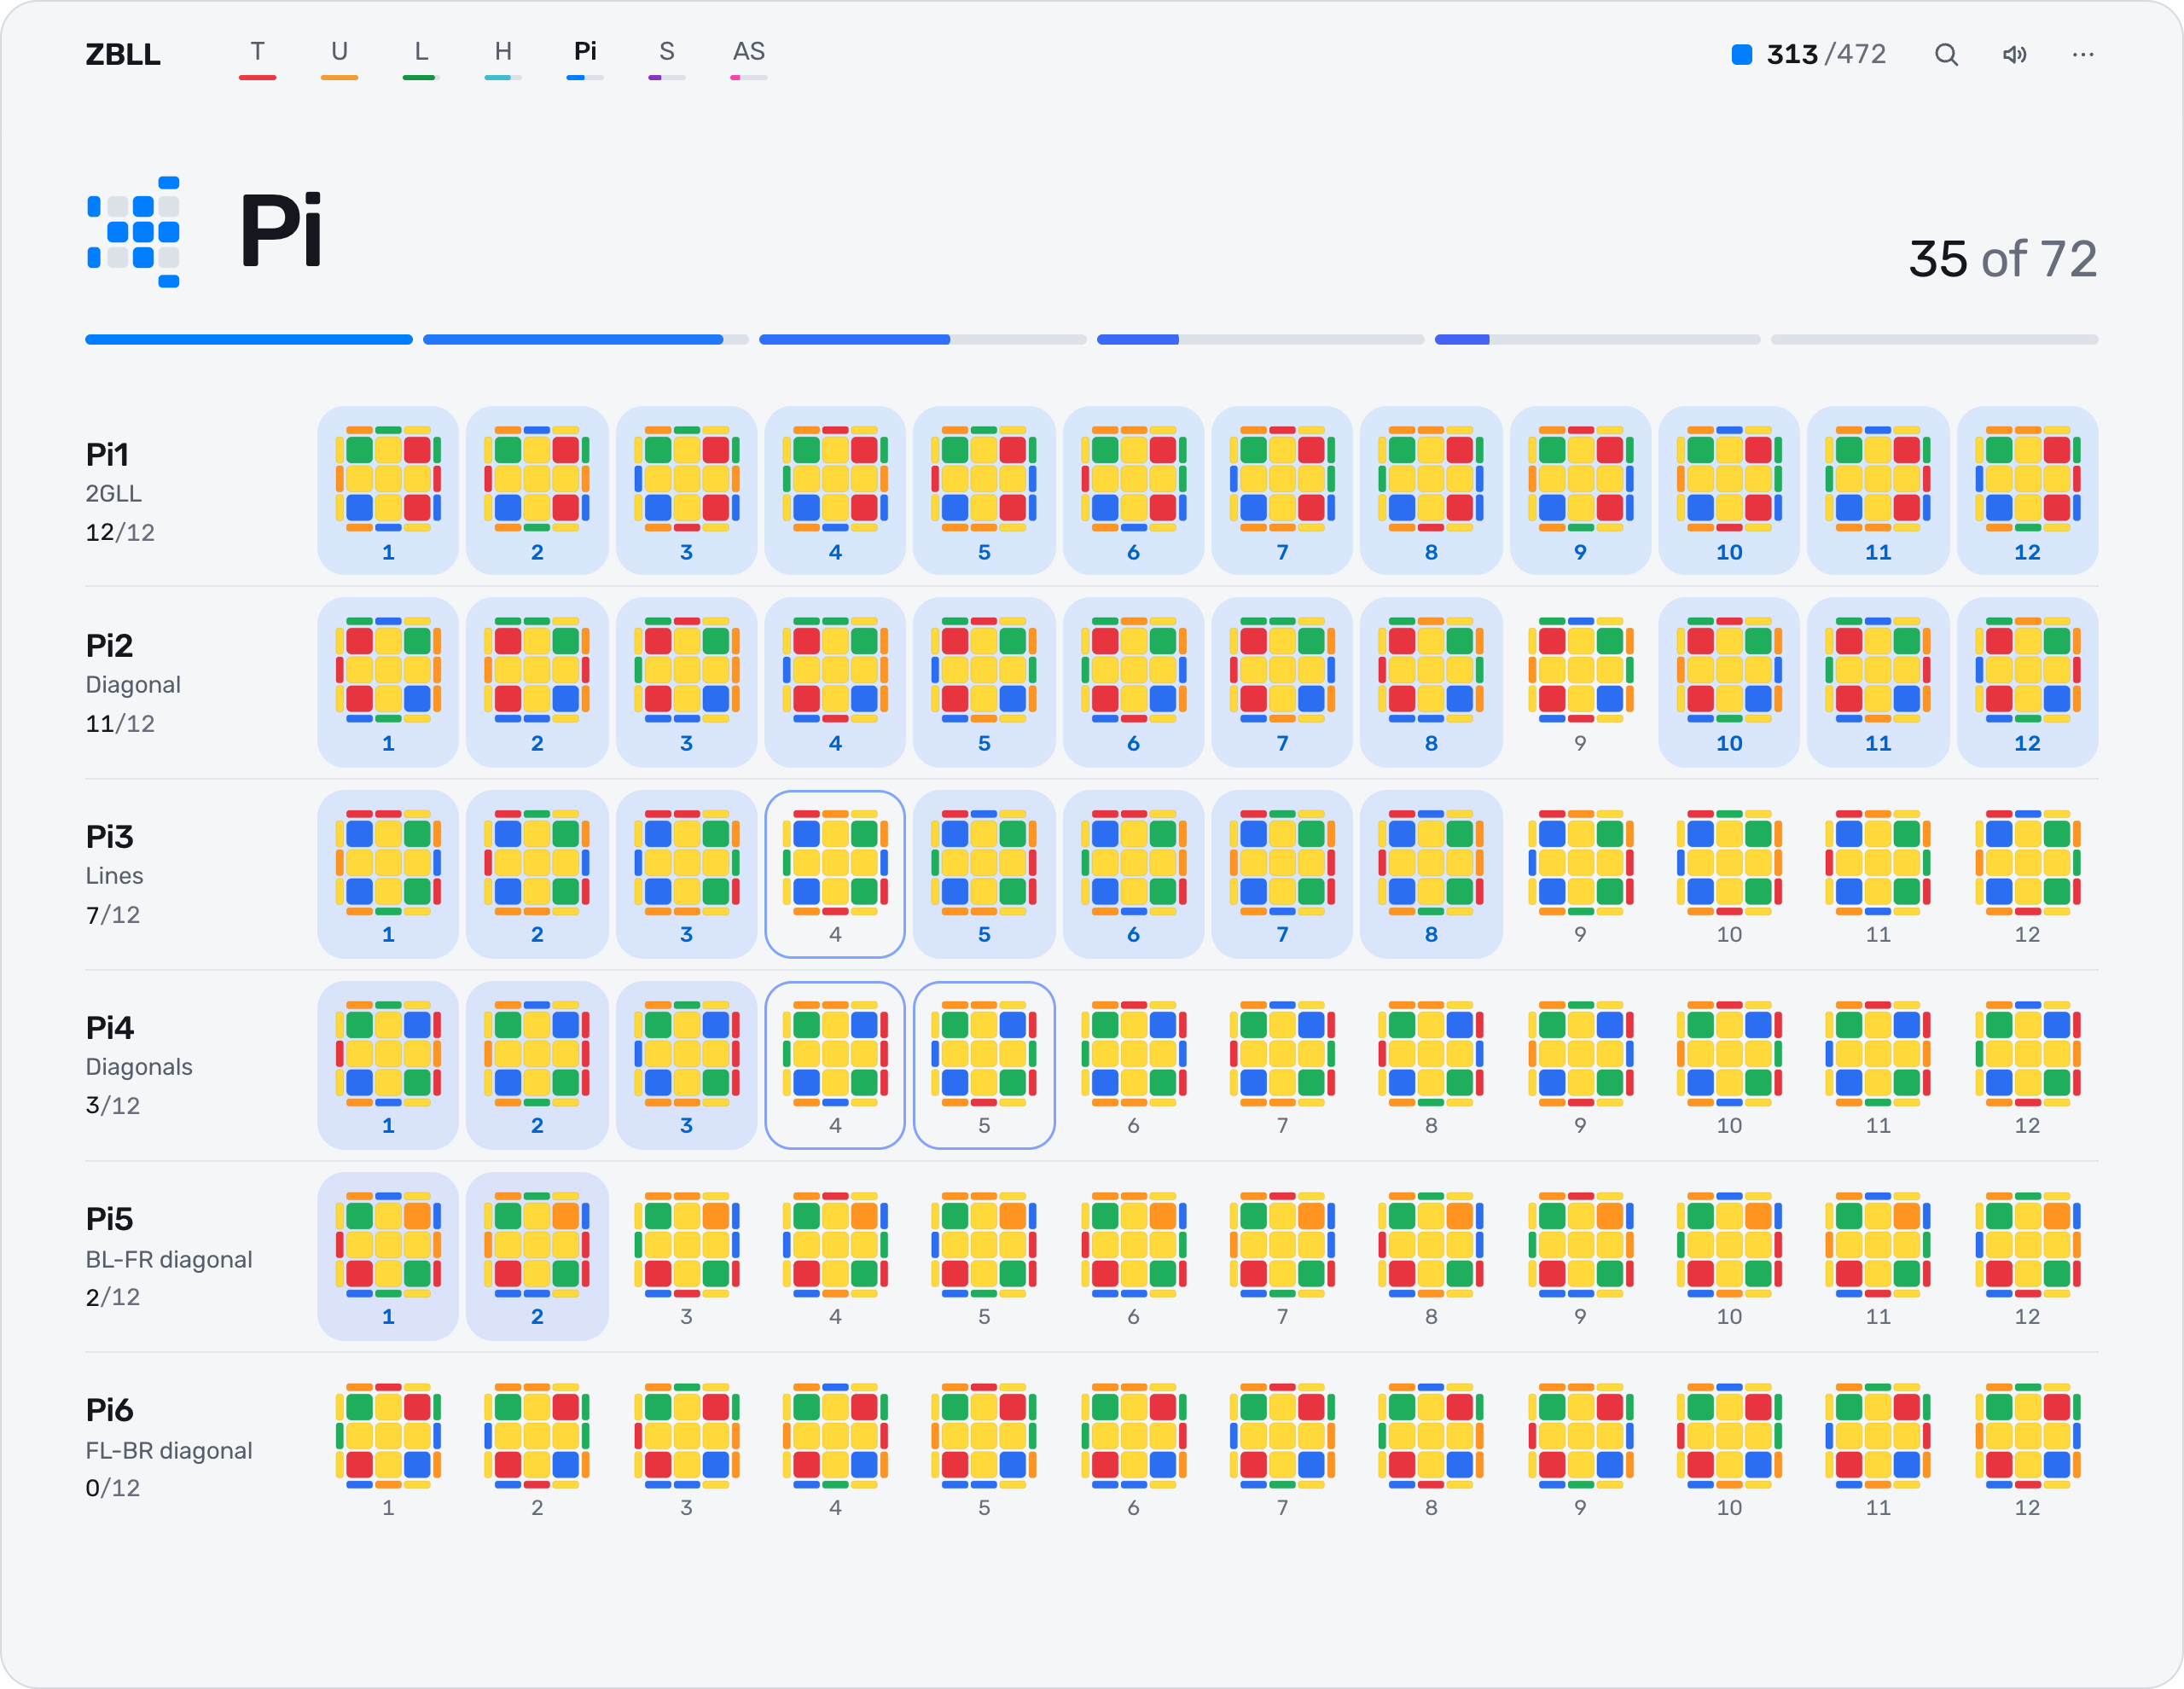 ZBLL T U L H Pi S AS 313/472
Pi
35 of 72
Pi1
2GLL
12/12
1 2 3 4 5 6 7 8 9 10 11 12
Pi2
Diagonal
11/12
1 2 3 4 5 6 7 8 9 10 11 12
Pi3
Lines
7/12
1 2 3 4 5 6 7 8 9 10 11 12
Pi4
Diagonals
3/12
1 2 3 4 5 6 7 8 9 10 11 12
Pi5
BL-FR diagonal
2/12
1 2 3 4 5 6 7 8 9 10 11 12
Pi6
FL-BR diagonal
0/12
1 2 3 4 5 6 7 8 9 10 11 12